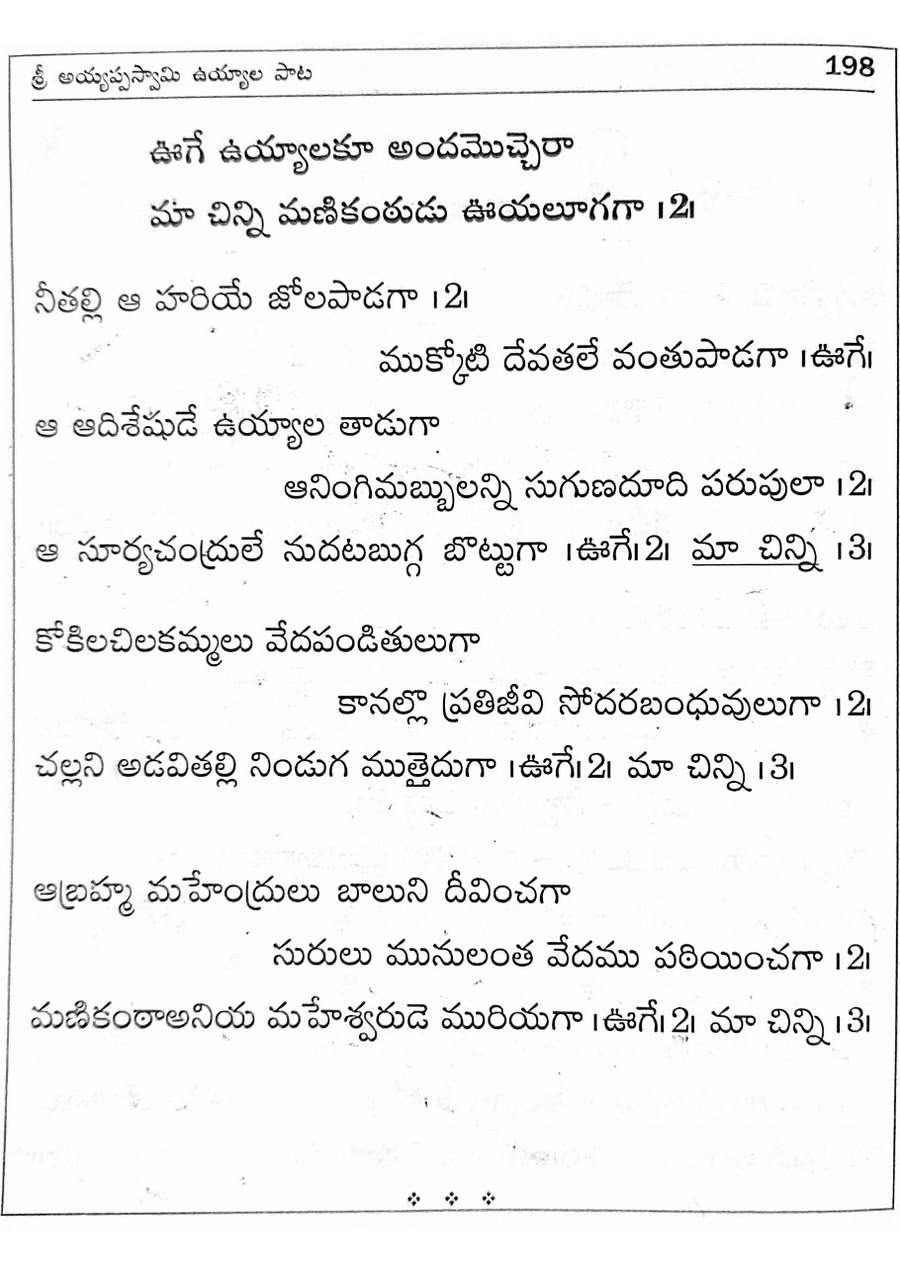 శ్రీ అయ్యప్పస్వామి ఉయ్యాల పాట 198
ఊగే ఉయ్యాలకూ అందమొచ్చెరా
మా చిన్ని మణికంఠుడు ఊయలూగగా ।2।
నీతల్లి ఆ హరియే జోలపాడగా ।2।
ముక్కోటి దేవతలే వంతుపాడగా ।ఊగే।
ఆ ఆదిశేషుడే ఉయ్యాల తాడుగా
ఆనింగిమబ్బులన్ని సుగుణదూది పరుపులా ।2।
ఆ సూర్యచంద్రులే నుదటబుగ్గ బొట్టుగా ।ఊగే।2। మా చిన్ని ।3।
కోకిలచిలకమ్మలు వేదపండితులుగా
కానల్లొ ప్రతిజీవి సోదరబంధువులుగా ।2।
చల్లని అడవితల్లి నిండుగ ముత్తైదుగా ।ఊగే।2। మా చిన్ని ।3।
ఆబ్రహ్మ మహేంద్రులు బాలుని దీవించగా
సురులు మునులంత వేదము పఠియించగా ।2।
మణికంఠాఅనియ మహేశ్వరుడె మురియగా ।ఊగే।2। మా చిన్ని ।3।